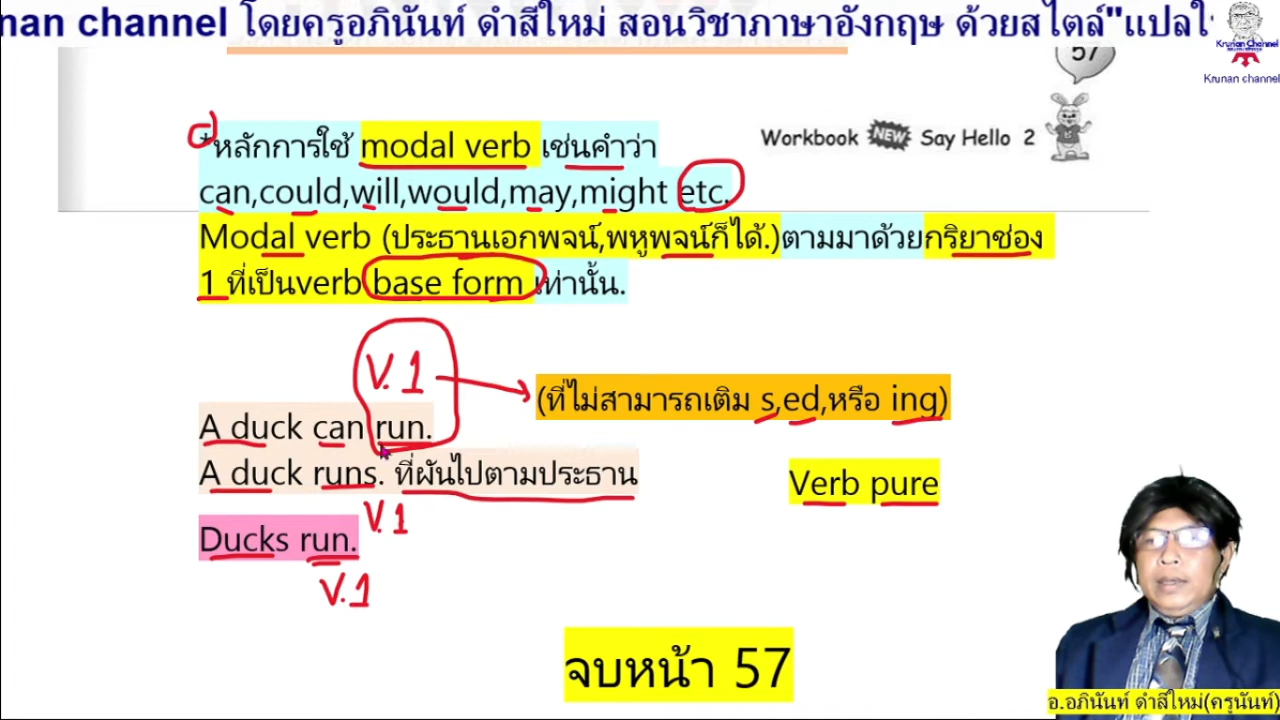 nan channel โดยครูอภินันท์ ดำสีใหม่ สอนวิชาภาษาอังกฤษ ด้วยสไตล์"แปลใ
Krunan Channel
Krunan channel
57
*หลักการใช้ modal verb เช่นคำว่า
Workbook NEW Say Hello 2
can,could,will,would,may,might etc.
Modal verb (ประธานเอกพจน์,พหูพจน์ก็ได้.)ตามมาด้วยกริยาช่อง
1 ที่เป็นverb base form เท่านั้น.
V.1
(ที่ไม่สามารถเติม s,ed,หรือ ing)
A duck can run.
A duck runs. ที่ผันไปตามประธาน
Verb pure
V.1
Ducks run.
V.1
จบหน้า 57
อ.อภินันท์ ดำสีใหม่(ครูนันท์)